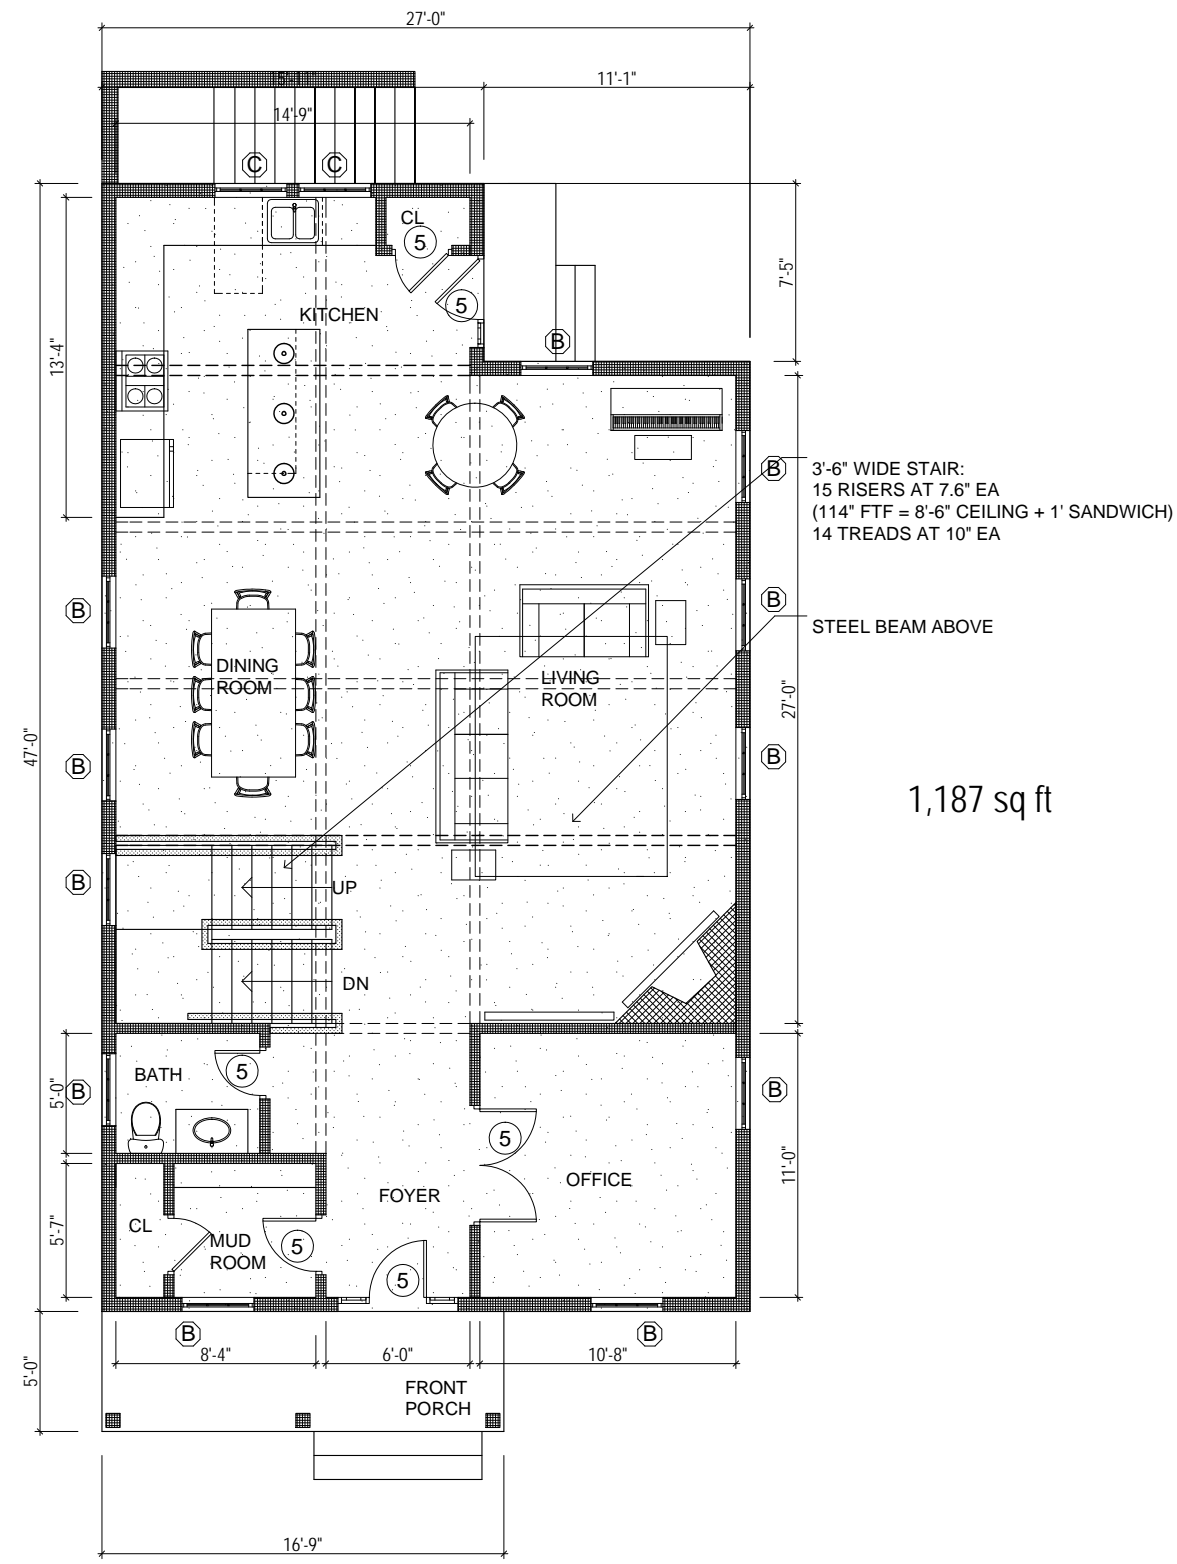 27'-0"
11'-1"
14'-9"
C
C
CL
5
5
KITCHEN
7'-5"
13'-4"
B
B
3'-6" WIDE STAIR:
15 RISERS AT 7.6" EA
(114" FTF = 8'-6" CEILING + 1' SANDWICH)
14 TREADS AT 10" EA
B
B
STEEL BEAM ABOVE
DINING
ROOM
LIVING
ROOM
27'-0"
47'-0"
B
B
1,187 sq ft
B
UP
DN
BATH
5
B
5'-0"
B
5
11'-0"
OFFICE
FOYER
5'-7"
CL
MUD
ROOM
5
5
B
B
8'-4"
6'-0"
10'-8"
5'-0"
FRONT
PORCH
16'-9"